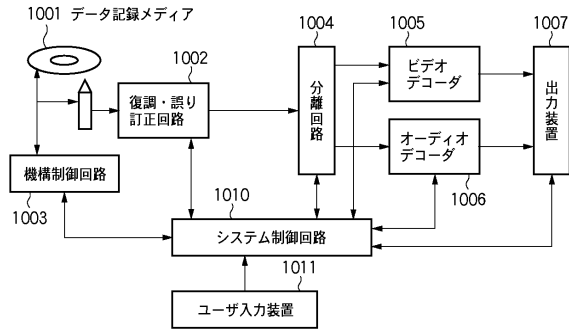 1001 データ記録メディア
1002
1004
1005
1007
復調・誤り
訂正回路
分離回路
ビデオ
デコーダ
出力装置
オーディオ
デコーダ
1006
機構制御回路
1003
1010
システム制御回路
1011
ユーザ入力装置